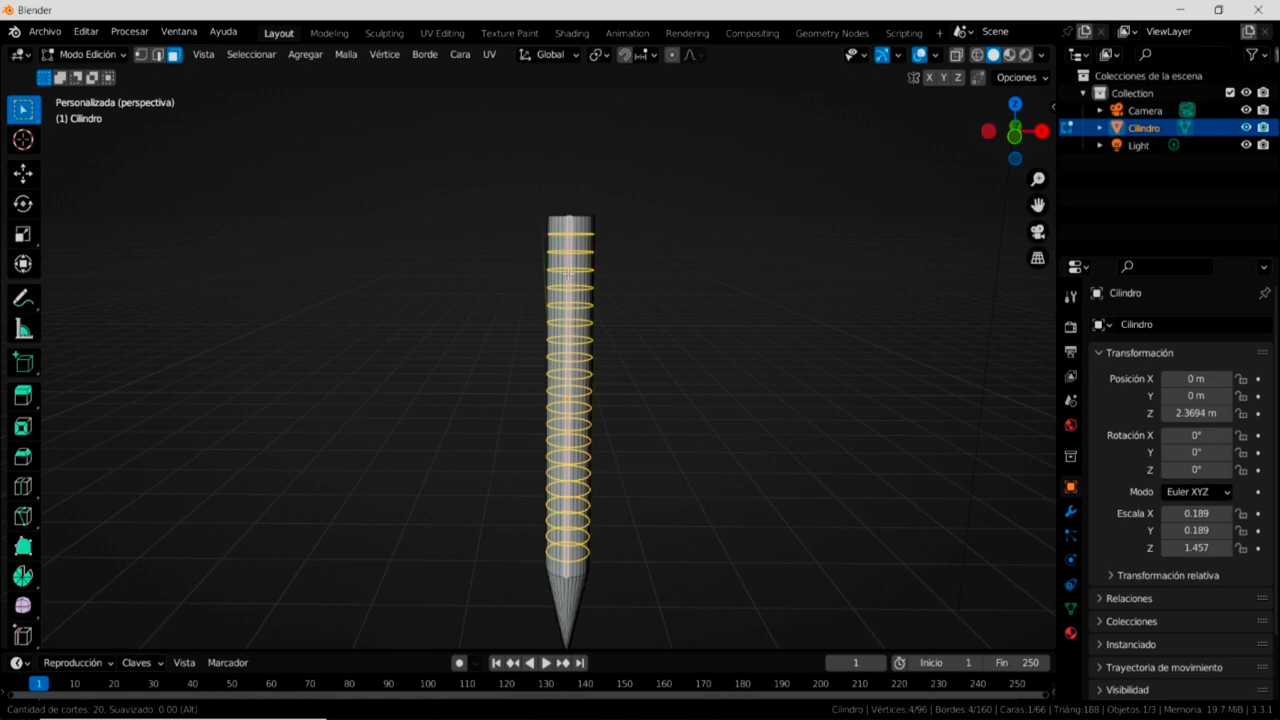 Blender
Archivo Editar Procesar Ventana Ayuda Layout Modeling Sculpting UV Editing Texture Paint Shading Animation Rendering Compositing Geometry Nodes Scripting + Scene ViewLayer
Modo Edición Vista Seleccionar Agregar Malla Vértice Borde Cara UV Global
X Y Z Opciones
Personalizada (perspectiva)
(1) Cilindro
Z
X
Colecciones de la escena
Collection
Camera
Cilindro
Light
Cilindro
Cilindro
Transformación
Posición X 0 m
Y 0 m
Z 2.3694 m
Rotación X 0°
Y 0°
Z 0°
Modo Euler XYZ
Escala X 0.189
Y 0.189
Z 1.457
Transformación relativa
Relaciones
Colecciones
Instanciado
Trayectoria de movimiento
Visibilidad
Reproducción Claves Vista Marcador 1 Inicio 1 Fin 250
1 10 20 30 40 50 60 70 80 90 100 110 120 130 140 150 160 170 180 190 200 210 220 230 240 250
Cantidad de cortes: 20, Suavizado: 0.00 (Alt) Cilindro | Vértices:4/96 | Bordes:4/160 | Caras:1/66 | Triáng:188 | Objetos:1/3 | Memoria: 19.7 MiB | 3.3.1